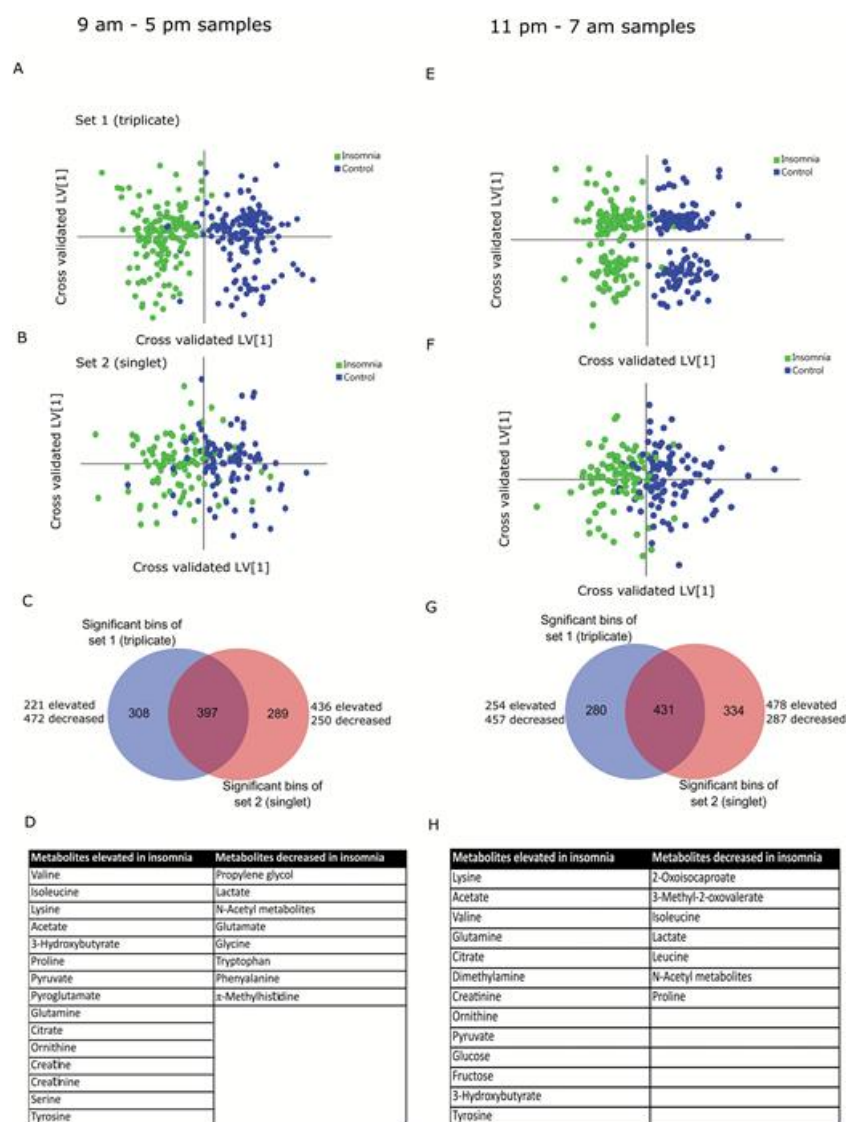 9 am - 5 pm samples
11 pm - 7 am samples
A
Set 1 (triplicate)
Insomnia
Control
Cross validated LV[1]
Cross validated LV[1]
B
Set 2 (singlet)
Insomnia
Control
Cross validated LV[1]
Cross validated LV[1]
C
Significant bins of
set 1 (triplicate)
221 elevated
472 decreased
308
397
289
436 elevated
250 decreased
Significant bins of
set 2 (singlet)
D
Metabolites elevated in insomnia Metabolites decreased in insomnia
Valine Propylene glycol
Isoleucine Lactate
Lysine N-Acetyl metabolites
Acetate Glutamate
3-Hydroxybutyrate Glycine
Proline Tryptophan
Pyruvate Phenyalanine
Pyroglutamate π-Methylhistidine
Glutamine
Citrate
Ornithine
Creatine
Creatinine
Serine
Tyrosine
E
Insomnia
Control
Cross validated LV[1]
Cross validated LV[1]
F
Insomnia
Control
Cross validated LV[1]
Cross validated LV[1]
G
Sgnificant bins of
set 1 (triplicate)
254 elevated
457 decreased
280
431
334
478 elevated
287 decreased
Significant bins of
set 2 (singlet)
H
Metabolites elevated in insomnia Metabolites decreased in insomnia
Lysine 2-Oxoisocaproate
Acetate 3-Methyl-2-oxovalerate
Valine Isoleucine
Glutamine Lactate
Citrate Leucine
Dimethylamine N-Acetyl metabolites
Creatinine Proline
Ornithine
Pyruvate
Glucose
Fructose
3-Hydroxybutyrate
Tyrosine